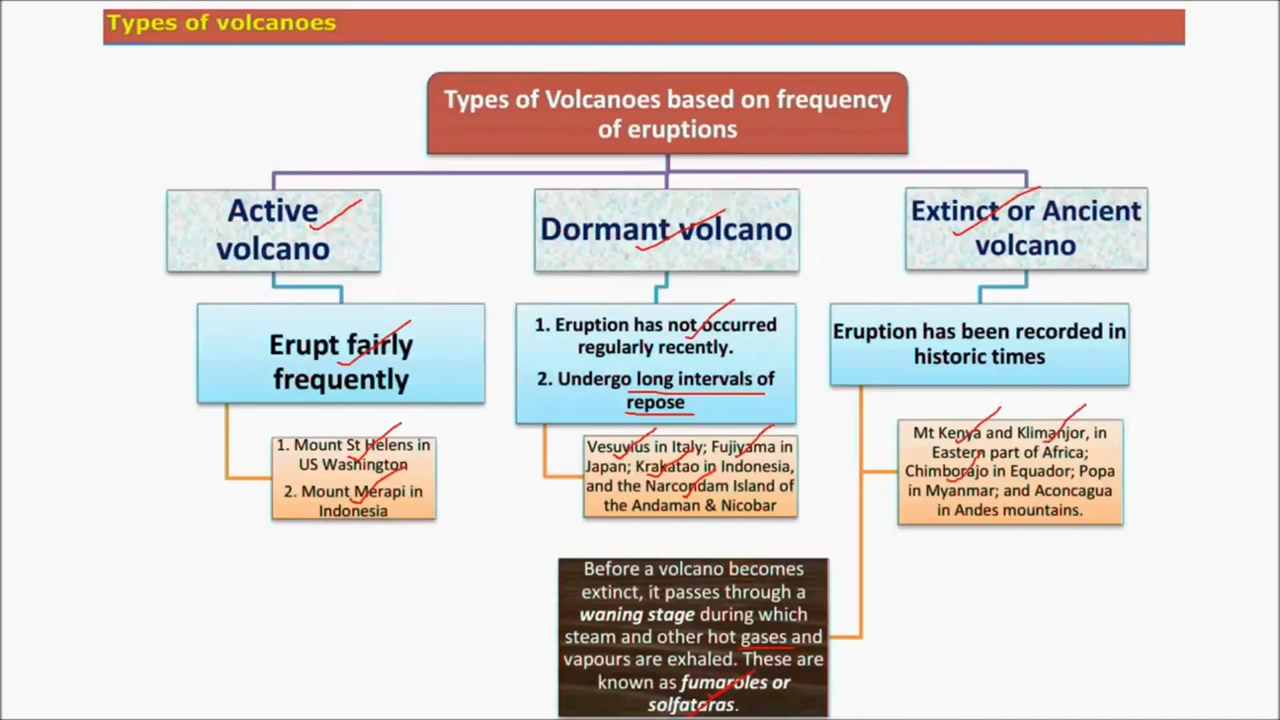 Types of volcanoes
Types of Volcanoes based on frequency
of eruptions
Active
volcano
Dormant volcano
Extinct or Ancient
volcano
Erupt fairly
frequently
1. Eruption has not occurred
regularly recently.
2. Undergo long intervals of
repose
Eruption has been recorded in
historic times
1. Mount St Helens in
US Washington
2. Mount Merapi in
Indonesia
Vesuvius in Italy; Fujiyama in
Japan; Krakatao in Indonesia,
and the Narcondam Island of
the Andaman & Nicobar
Mt Kenya and Klimanjor, in
Eastern part of Africa;
Chimborajo in Equador; Popa
in Myanmar; and Aconcagua
in Andes mountains.
Before a volcano becomes
extinct, it passes through a
waning stage during which
steam and other hot gases and
vapours are exhaled. These are
known as fumaroles or
solfataras.